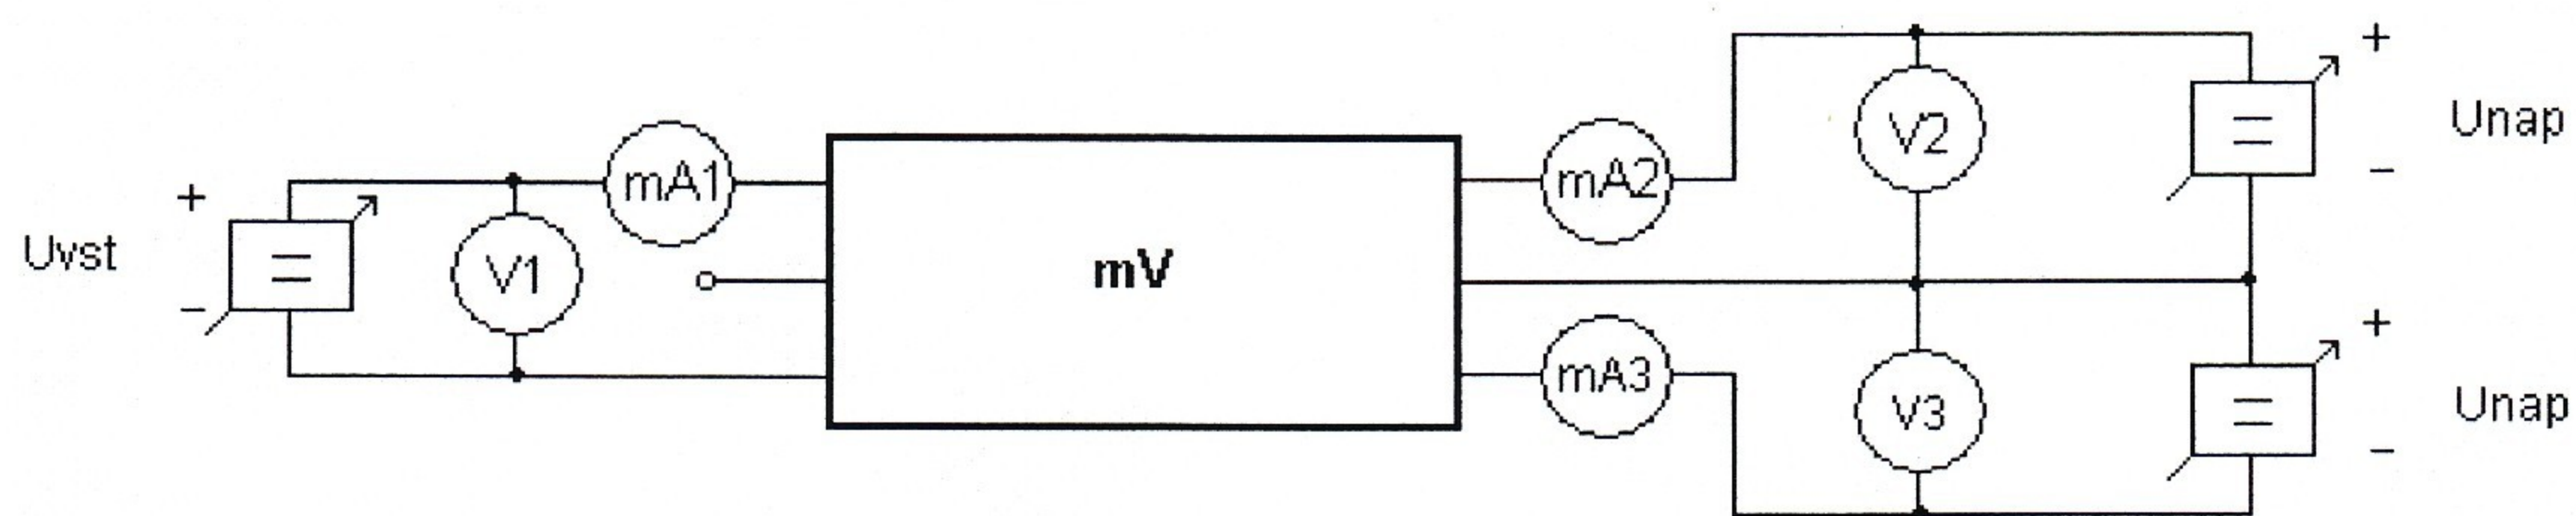 +
Uvst
=
−
V1
mA1
mV
mA2
mA3
V2
V3
+
=
−
Unap
+
=
−
Unap